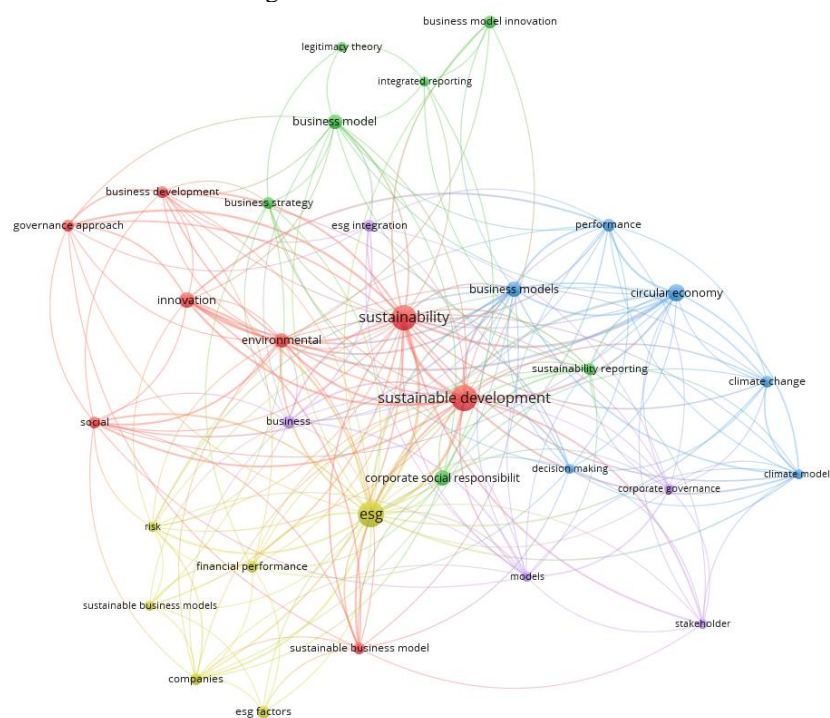 business model innovation
legitimacy theory
integrated reporting
business model
business development
business strategy
governance approach
esg integration
performance
business models
circular economy
innovation
sustainability
environmental
sustainability reporting
climate change
sustainable development
social
business
corporate social responsibilit
decision making
climate model
corporate governance
esg
risk
financial performance
models
sustainable business models
stakeholder
sustainable business model
companies
esg factors